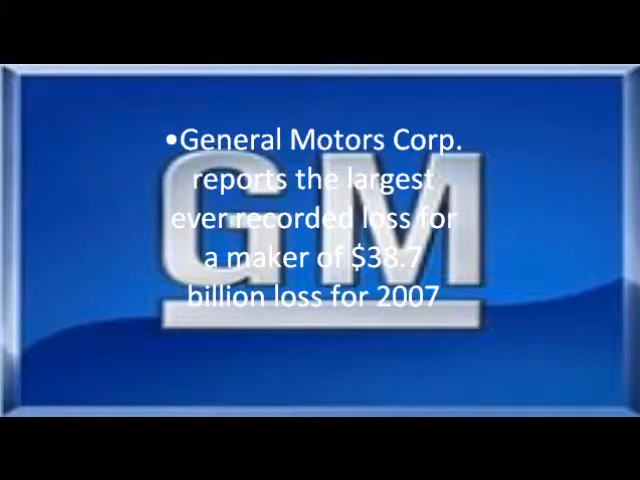 •General Motors Corp.
reports the largest
ever recorded loss for
a maker of $38.7
billion loss for 2007
GM